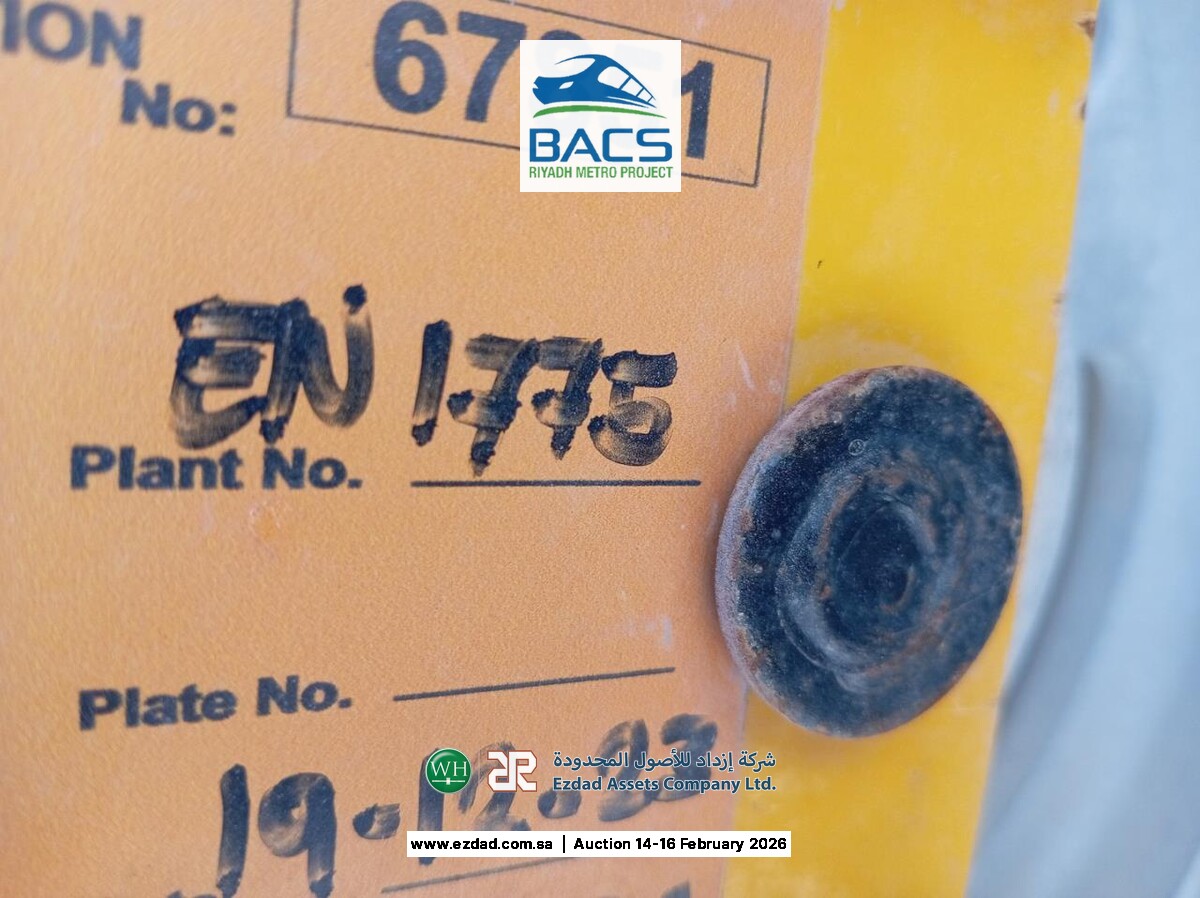 ION
No:
BACS
RIYADH METRO PROJECT
EN 1775
Plant No.
Plate No.
شركة إزداد للأصول المحدودة
WH
Ezdad Assets Company Ltd.
www.ezdad.com.sa | Auction 14-16 February 2026